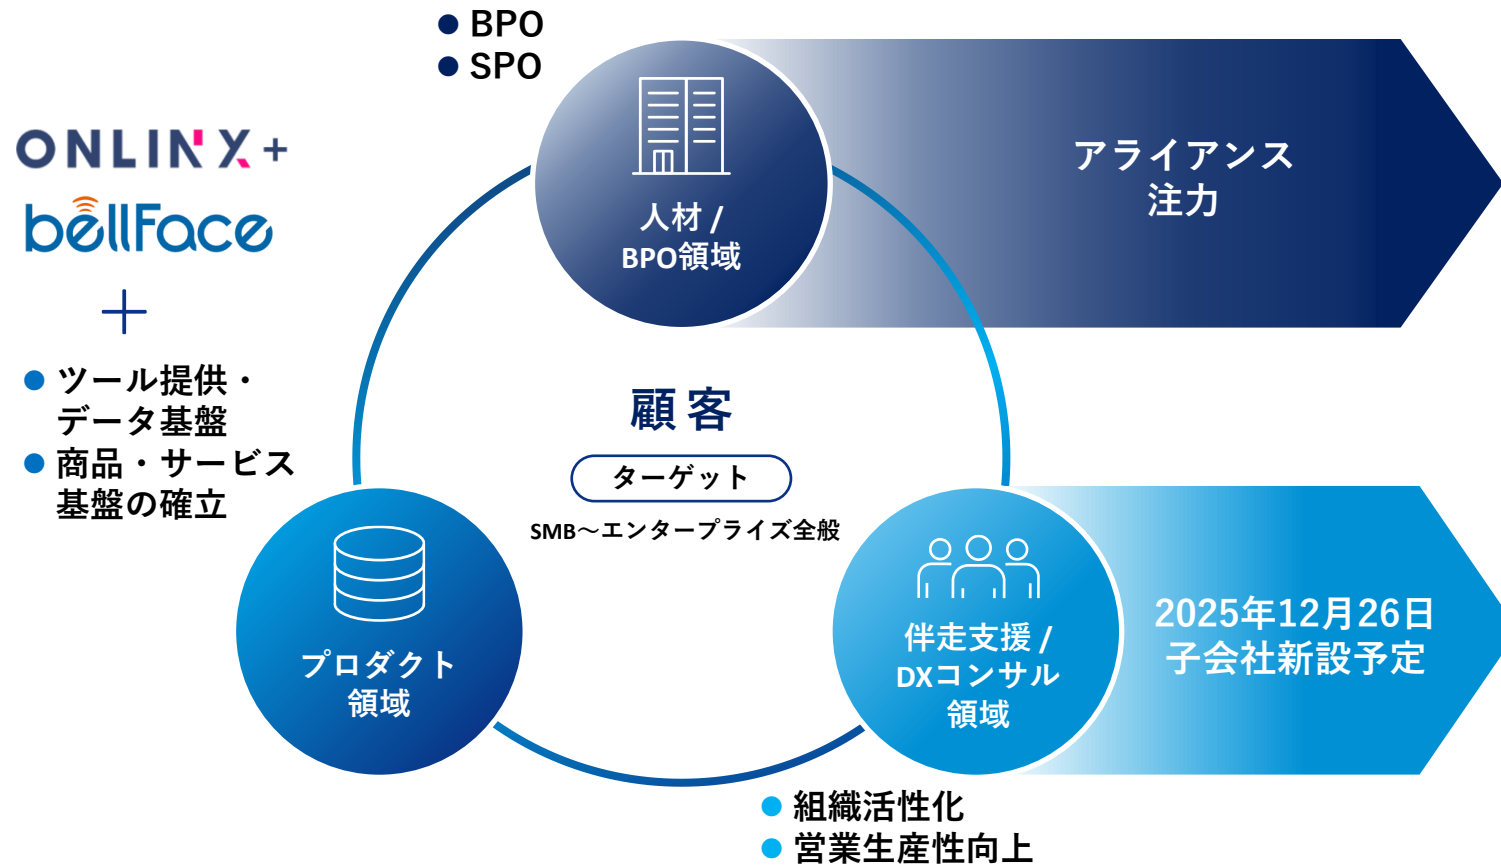 ● BPO
● SPO
ONLINX+
bellFace
+
● ツール提供・
データ基盤
● 商品・サービス
基盤の確立
人材 /
BPO領域
アライアンス
注力
顧客
ターゲット
SMB～エンタープライズ全般
プロダクト
領域
伴走支援 /
DXコンサル
領域
2025年12月26日
子会社新設予定
● 組織活性化
● 営業生産性向上